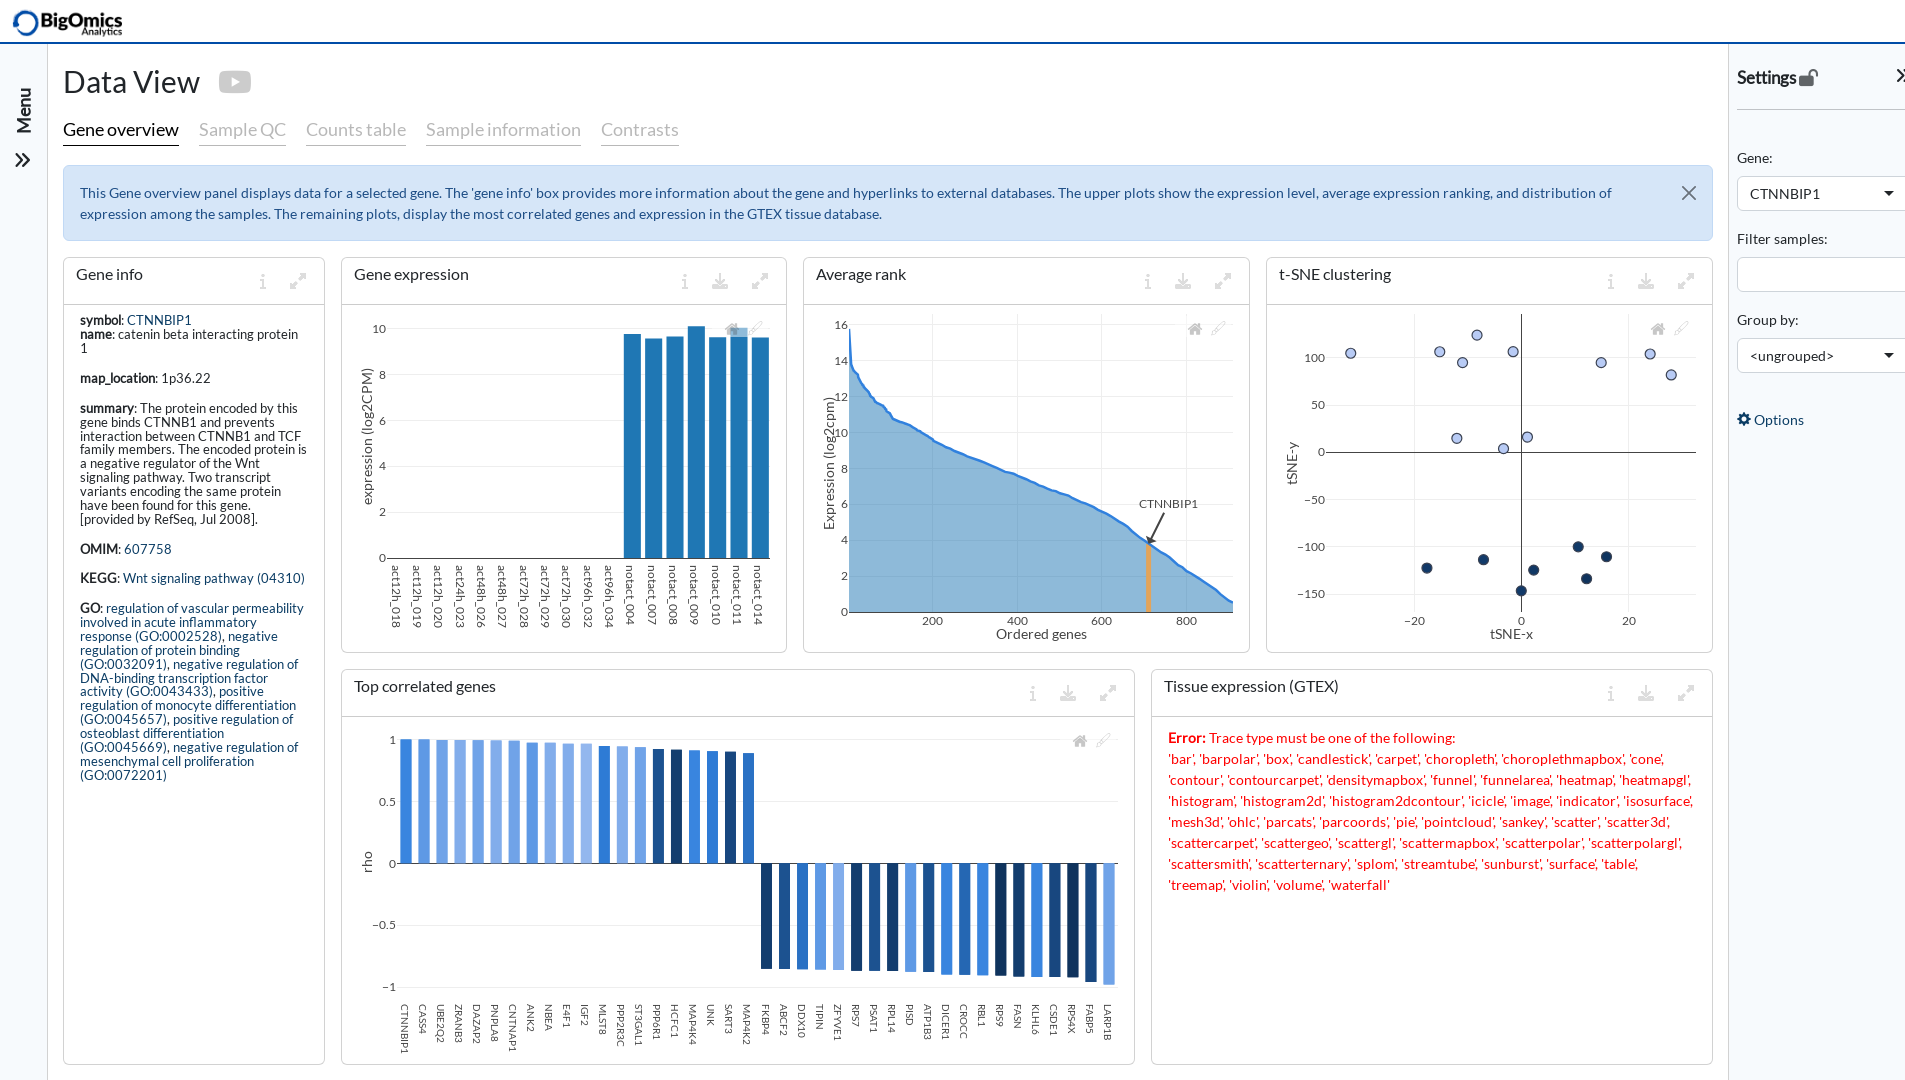 BigOmics
Analytics
Menu
Data View
Gene overview
Sample QC
Counts table
Sample information
Contrasts
This Gene overview panel displays data for a selected gene. The 'gene info' box provides more information about the gene and hyperlinks to external databases. The upper plots show the expression level, average expression ranking, and distribution of
expression among the samples. The remaining plots, display the most correlated genes and expression in the GTEX tissue database.
Gene info
symbol: CTNNBIP1
name: catenin beta interacting protein
1
map_location: 1p36.22
summary: The protein encoded by this
gene binds CTNNB1 and prevents
interaction between CTNNB1 and TCF
family members. The encoded protein is
a negative regulator of the Wnt
signaling pathway. Two transcript
variants encoding the same protein
have been found for this gene.
[provided by RefSeq, Jul 2008].
OMIM: 607758
KEGG: Wnt signaling pathway (04310)
GO: regulation of vascular permeability
involved in acute inflammatory
response (GO:0002528), negative
regulation of protein binding
(GO:0032091), negative regulation of
DNA-binding transcription factor
activity (GO:0043433), positive
regulation of monocyte differentiation
(GO:0045657), positive regulation of
osteoblast differentiation
(GO:0045669), negative regulation of
mesenchymal cell proliferation
(GO:0072201)
Gene expression
expression (log2CPM)
10
8
6
4
2
0
act12h_018
act12h_019
act12h_020
act24h_023
act48h_026
act48h_027
act72h_028
act72h_029
act72h_030
act96h_032
act96h_034
notact_004
notact_007
notact_008
notact_009
notact_010
notact_011
notact_014
Average rank
Expression (log2cpm)
16
14
12
10
8
6
4
2
0
CTNNBIP1
200
400
600
800
Ordered genes
t-SNE clustering
tSNE-y
100
50
0
−50
−100
−150
−20
0
20
tSNE-x
Top correlated genes
rho
1
0.5
0
−0.5
−1
CTNNBIP1
CASS4
UBE2Q2
ZRANB3
DAZAP2
PNPLA8
CNTNAP1
ANK2
NBEA
E4F1
IGF2
MLST8
PPP2R3C
ST3GAL1
PPP6R1
HCFC1
MAP4K4
UNK
SART3
MAP4K2
FKBP4
ABCF2
DDX10
TIPIN
ZFYVE1
RPS7
PSAT1
RPL14
PISD
ATP1B3
DICER1
CROCC
RBL1
RPS9
FASN
KLHL6
CSDE1
RPS4X
FABP5
LARP1B
Tissue expression (GTEX)
Error: Trace type must be one of the following:
'bar', 'barpolar', 'box', 'candlestick', 'carpet', 'choropleth', 'choroplethmapbox', 'cone',
'contour', 'contourcarpet', 'densitymapbox', 'funnel', 'funnelarea', 'heatmap', 'heatmapgl',
'histogram', 'histogram2d', 'histogram2dcontour', 'icicle', 'image', 'indicator', 'isosurface',
'mesh3d', 'ohlc', 'parcats', 'parcoords', 'pie', 'pointcloud', 'sankey', 'scatter', 'scatter3d',
'scattercarpet', 'scattergeo', 'scattergl', 'scattermapbox', 'scatterpolar', 'scatterpolargl',
'scattersmith', 'scatterternary', 'splom', 'streamtube', 'sunburst', 'surface', 'table',
'treemap', 'violin', 'volume', 'waterfall'
Settings
Gene:
CTNNBIP1
Filter samples:
Group by:
<ungrouped>
Options